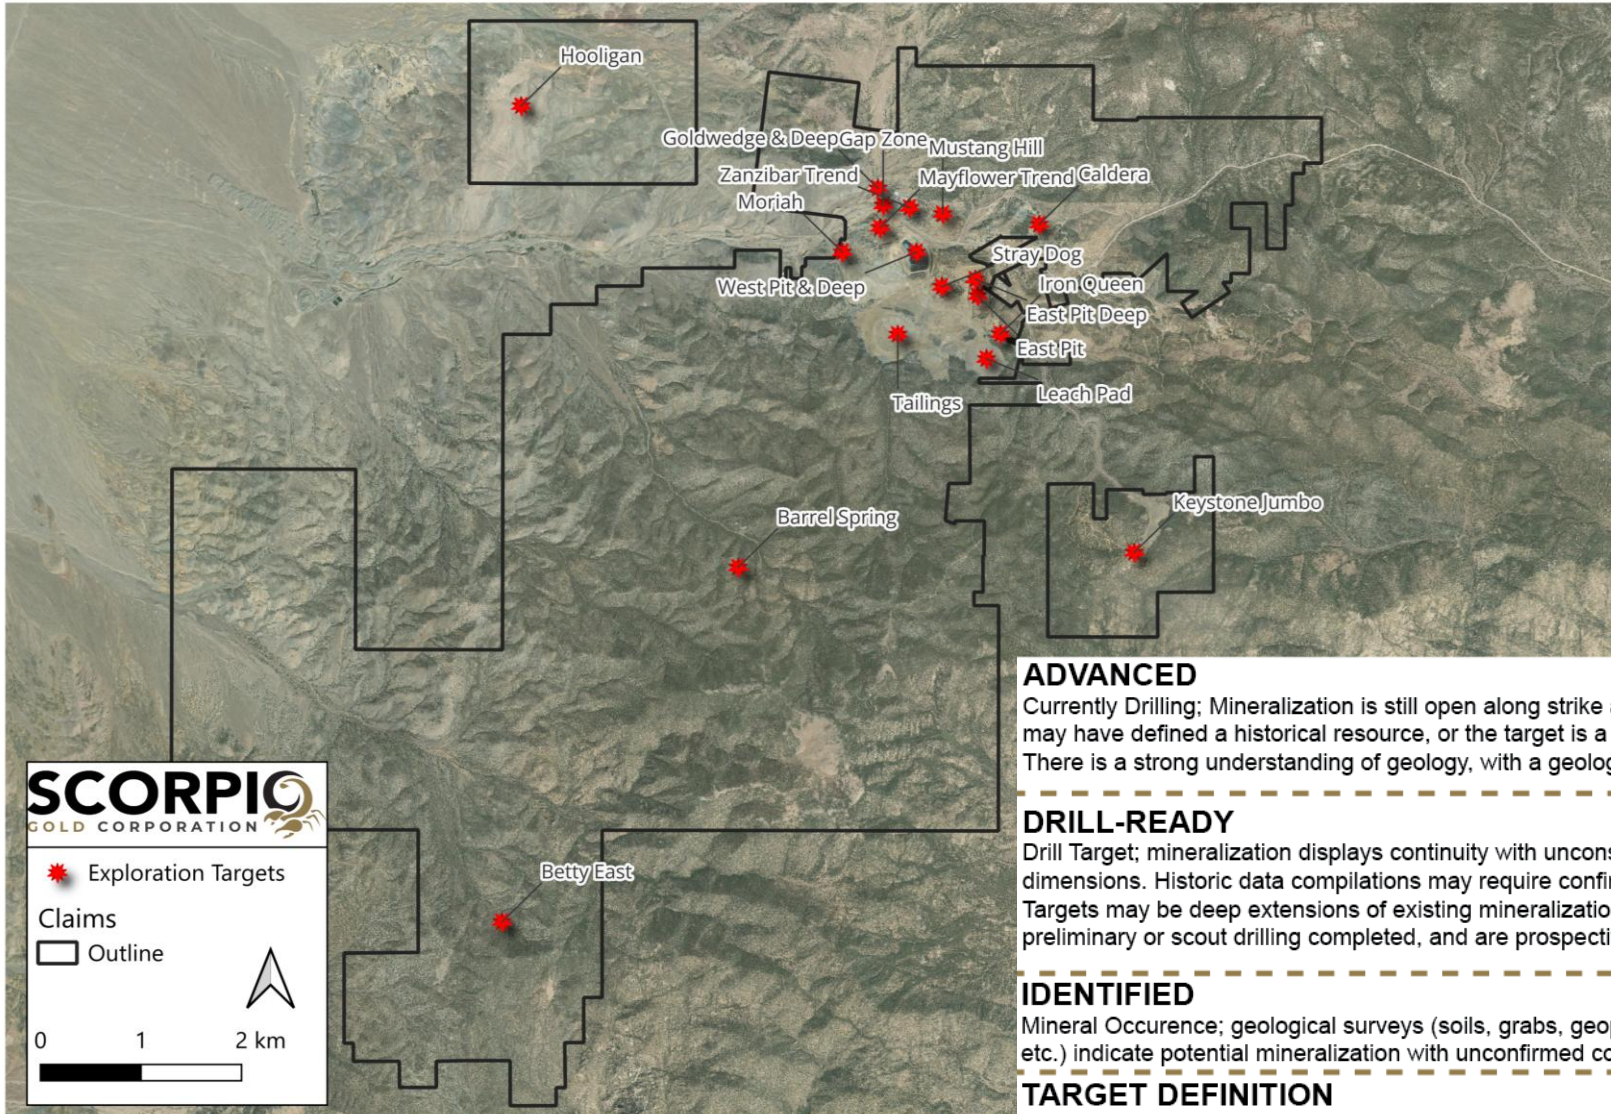 Hooligan
Goldwedge & Deep
Gap Zone
Mustang Hill
Zanzibar Trend
Mayflower Trend
Caldera
Moriah
Stray Dog
West Pit & Deep
Iron Queen
East Pit Deep
East Pit
Leach Pad
Tailings
Keystone Jumbo
Barrel Spring
Betty East
SCORPIO
GOLD CORPORATION
Exploration Targets
Claims
Outline
0 1 2 km
ADVANCED
Currently Drilling; Mineralization is still open along strike
may have defined a historical resource, or the target is a
There is a strong understanding of geology, with a geolog
DRILL-READY
Drill Target; mineralization displays continuity with uncons
dimensions. Historic data compilations may require confir
Targets may be deep extensions of existing mineralizatio
preliminary or scout drilling completed, and are prospecti
IDENTIFIED
Mineral Occurence; geological surveys (soils, grabs, geop
etc.) indicate potential mineralization with unconfirmed co
TARGET DEFINITION